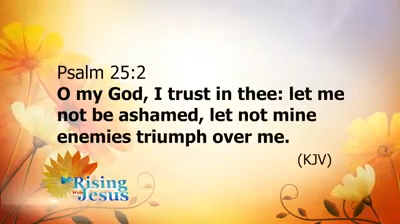 Psalm 25:2
O my God, I trust in thee: let me
not be ashamed, let not mine
enemies triumph over me.
(KJV)
Rising
With
Jesus